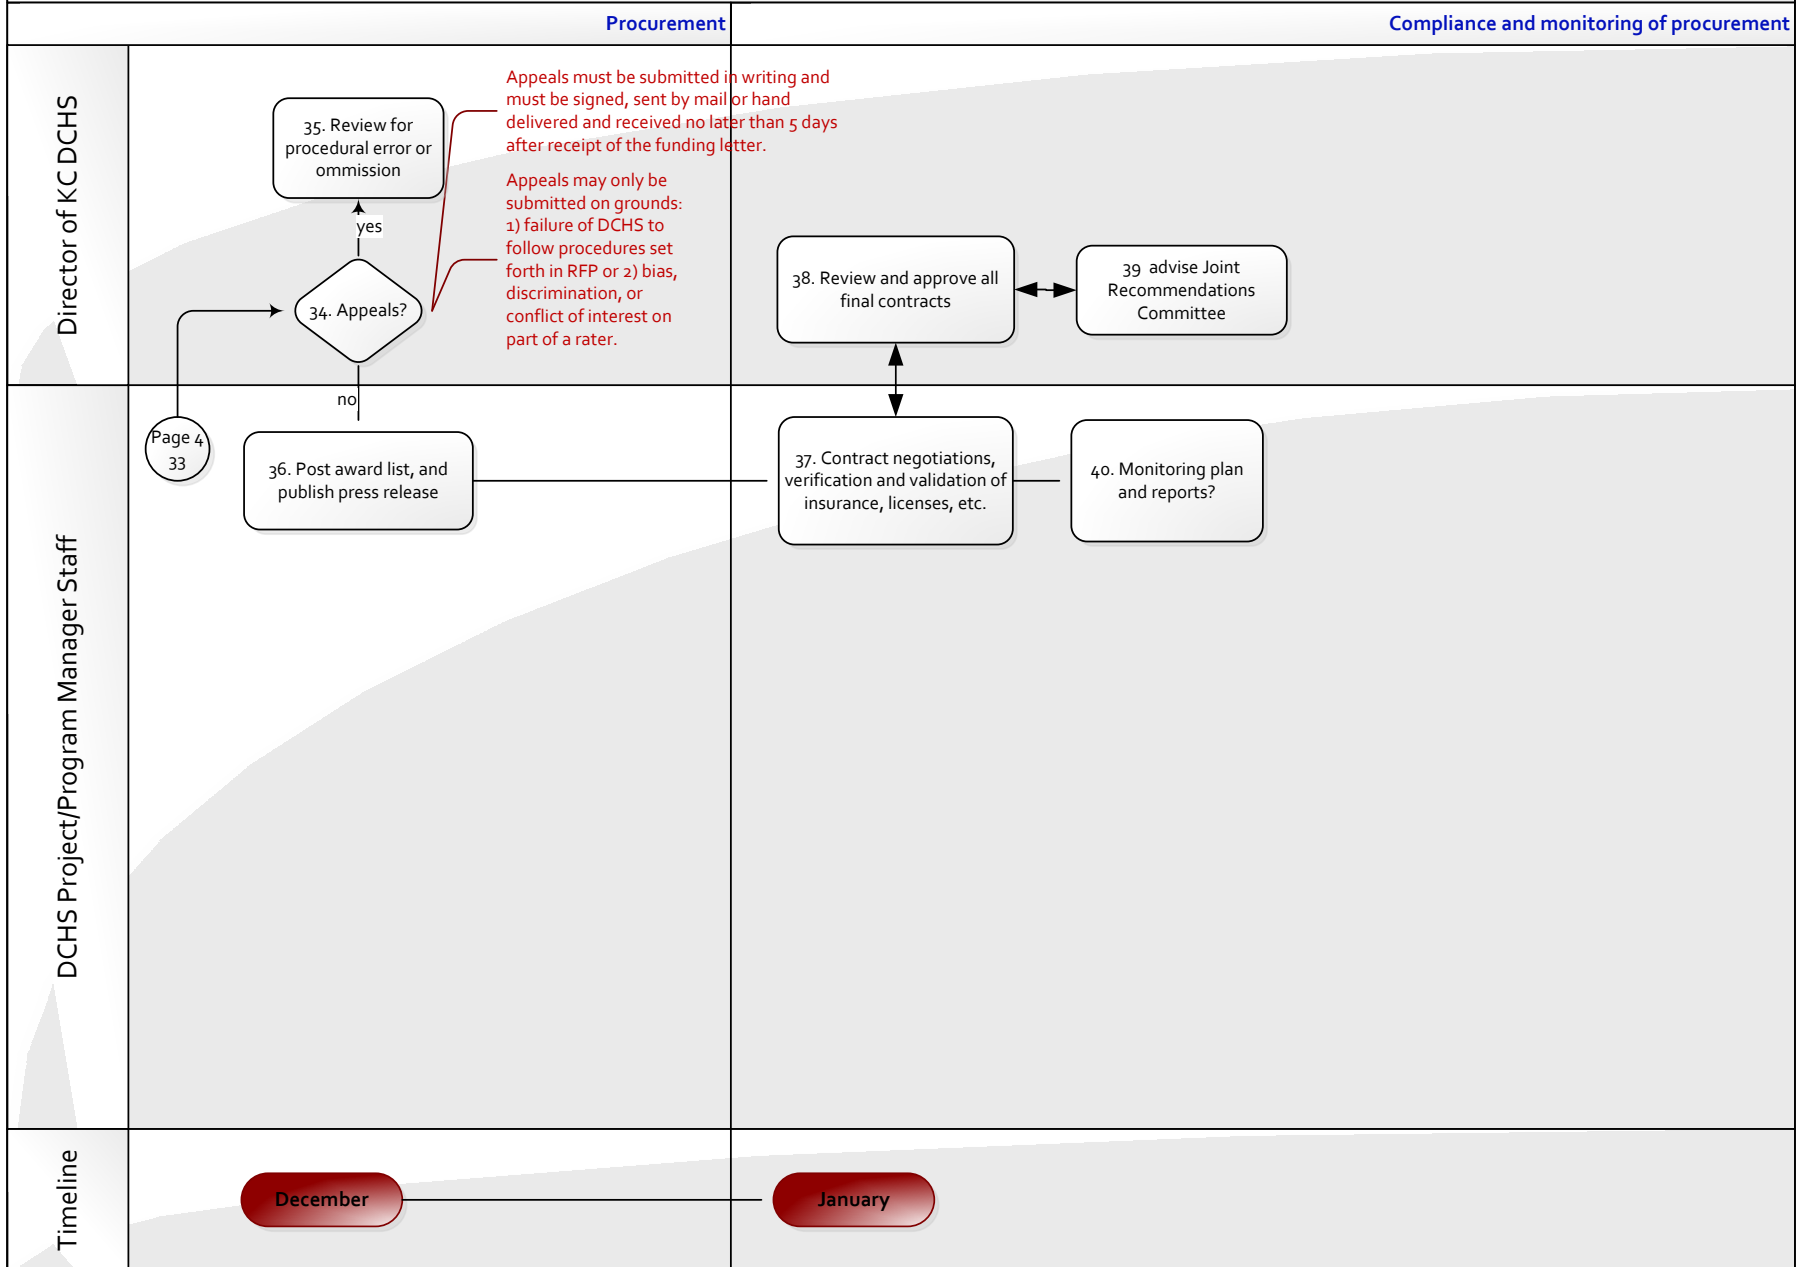 Procurement
Compliance and monitoring of procurement
Director of KC DCHS
35. Review for
procedural error or
ommission
yes
34. Appeals?
no
Appeals must be submitted in writing and
must be signed, sent by mail or hand
delivered and received no later than 5 days
after receipt of the funding letter.
Appeals may only be
submitted on grounds:
1) failure of DCHS to
follow procedures set
forth in RFP or 2) bias,
discrimination, or
conflict of interest on
part of a rater.
38. Review and approve all
final contracts
39 advise Joint
Recommendations
Committee
DCHS Project/Program Manager Staff
Page 4
33
36. Post award list, and
publish press release
37. Contract negotiations,
verification and validation of
insurance, licenses, etc.
40. Monitoring plan
and reports?
Timeline
December
January